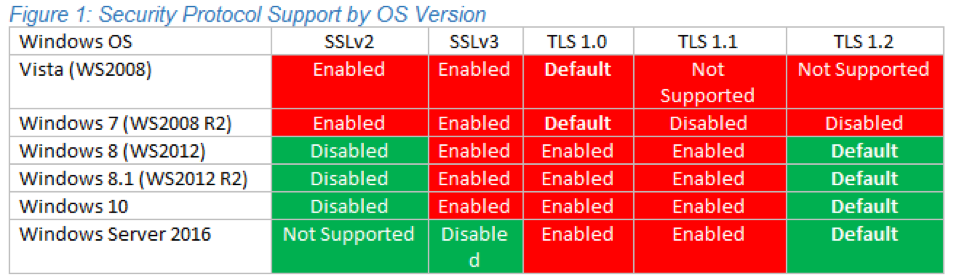 Figure 1: Security Protocol Support by OS Version
Windows OS SSLv2 SSLv3 TLS 1.0 TLS 1.1 TLS 1.2
Vista (WS2008) Enabled Enabled Default Not Not Supported
Supported
Windows 7 (WS2008 R2) Enabled Enabled Default Disabled Disabled
Windows 8 (WS2012) Disabled Enabled Enabled Enabled Default
Windows 8.1 (WS2012 R2) Disabled Enabled Enabled Enabled Default
Windows 10 Disabled Enabled Enabled Enabled Default
Windows Server 2016 Not Supported Disable Enabled Enabled Default
d